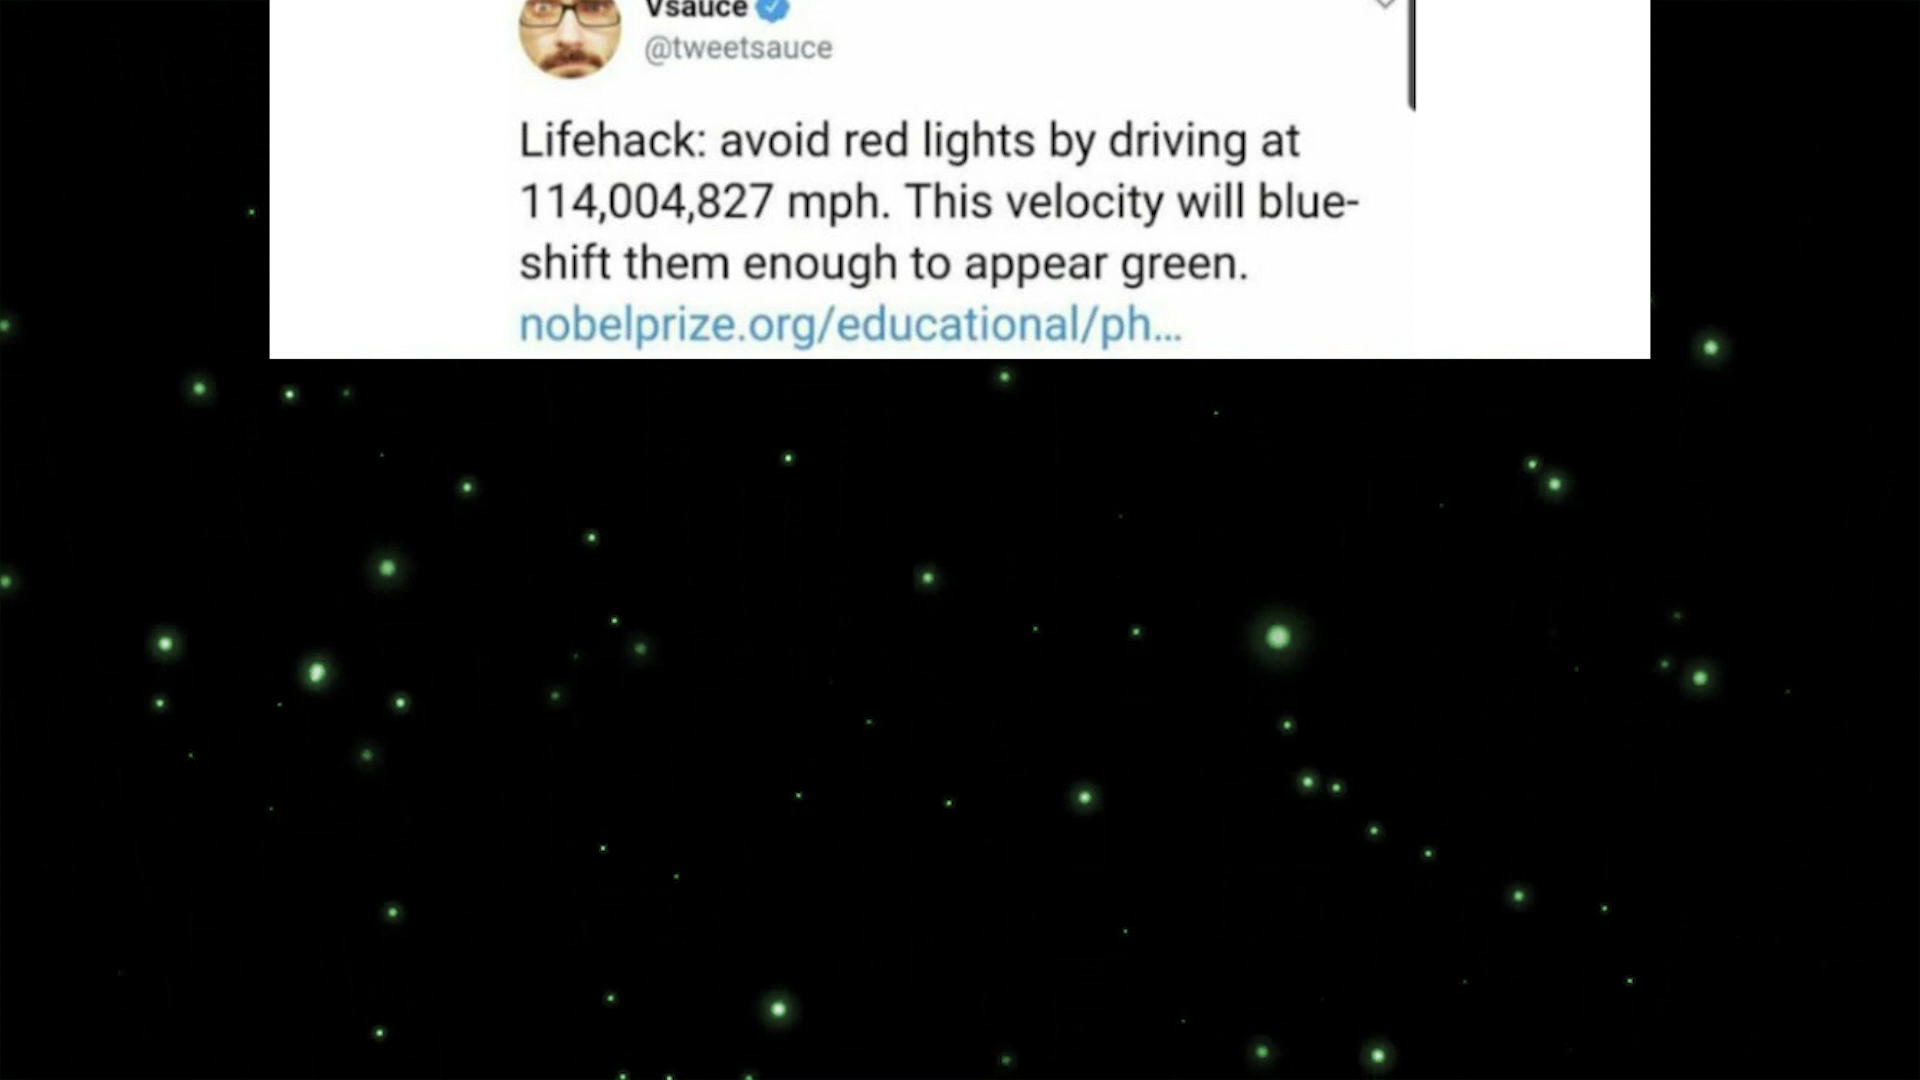 Vsauce
@tweetsauce
Lifehack: avoid red lights by driving at
114,004,827 mph. This velocity will blue-
shift them enough to appear green.
nobelprize.org/educational/ph...